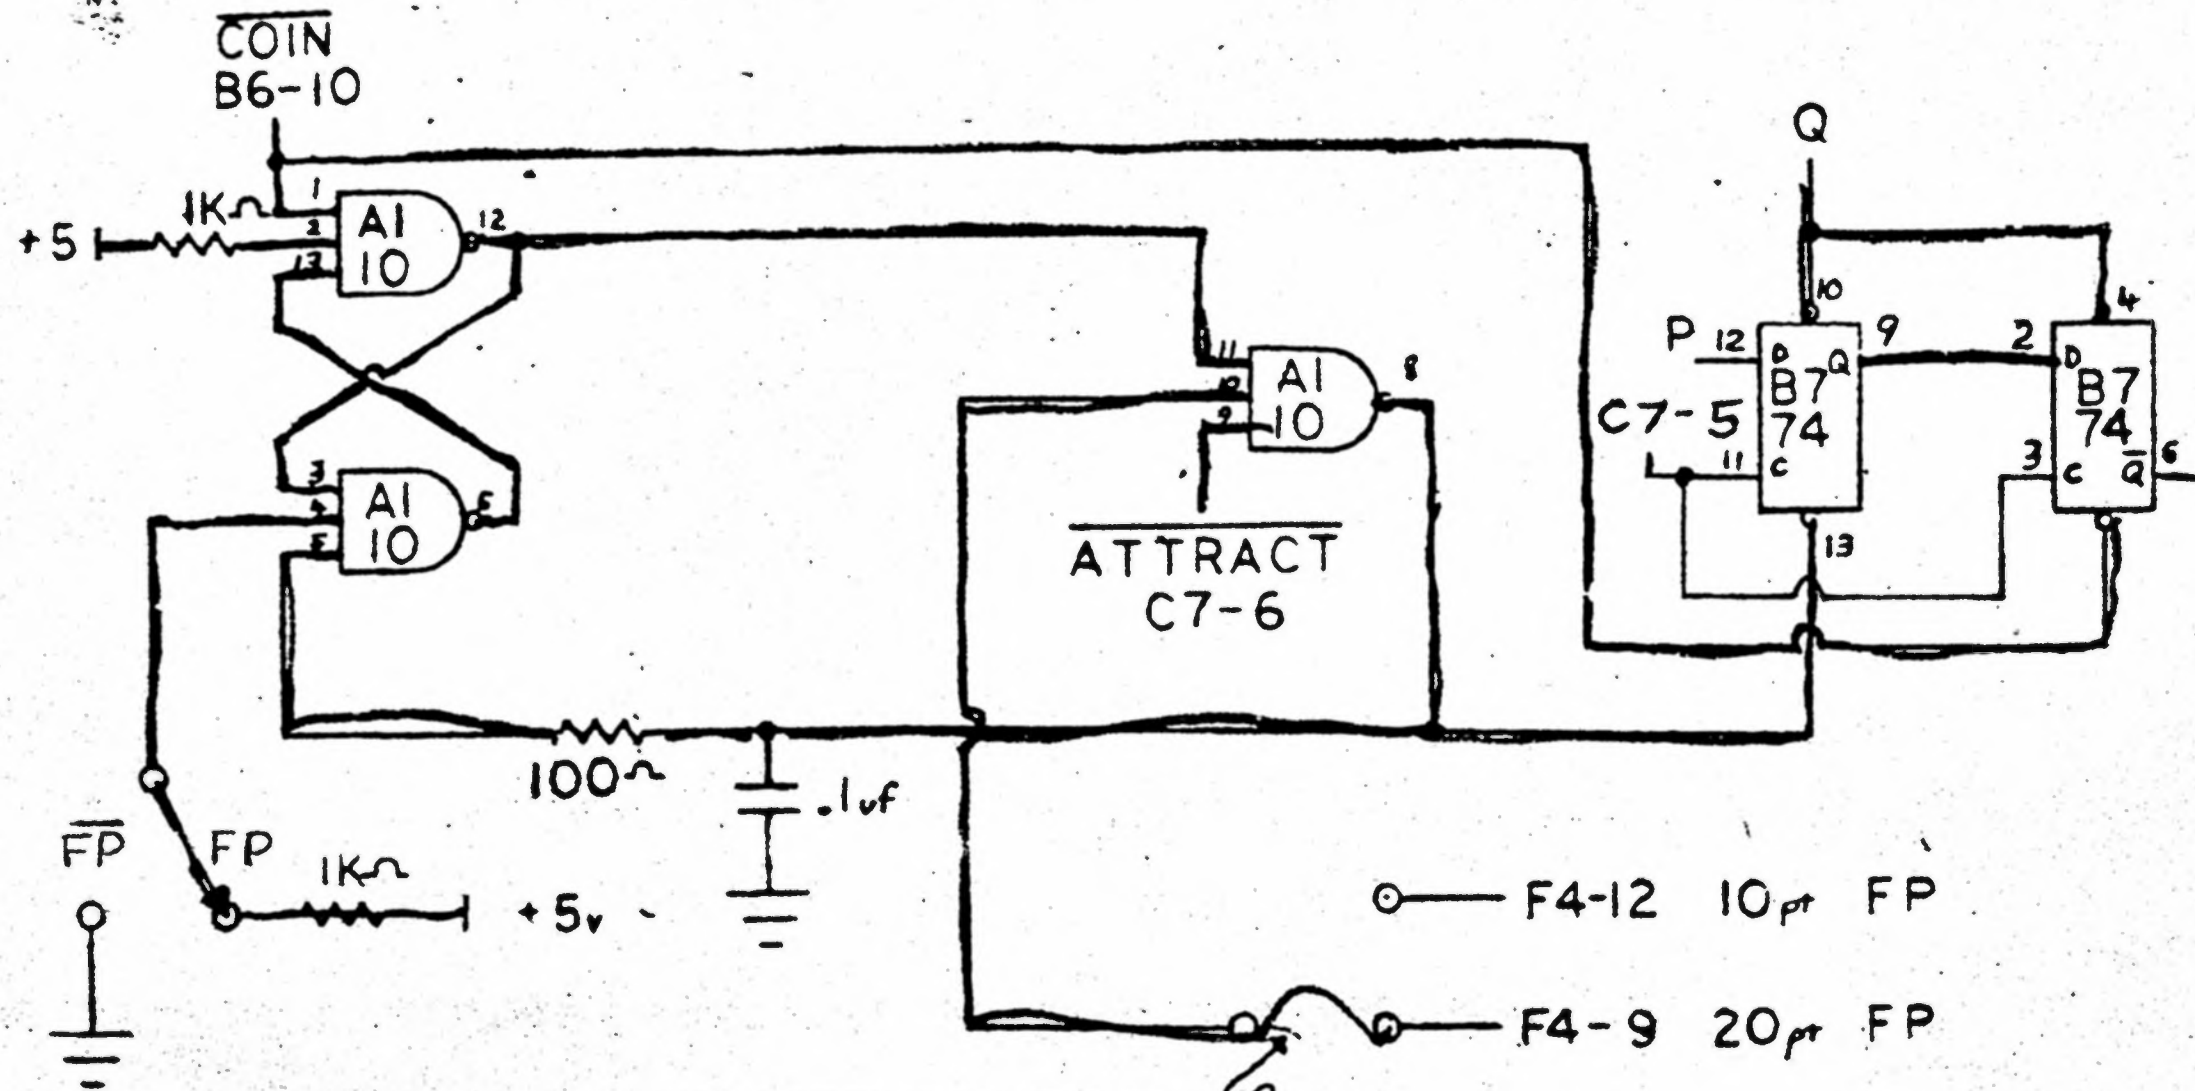 COIN
B6-10
Q
1KΩ
+5
1
2
13
A1
10
12
10
4
P
12
D
Q
9
2
D
B7
74
C7-5
11
C
B7
74
3
C
Q
6
13
11
10
9
A1
10
8
3
4
5
A1
10
6
ATTRACT
C7-6
100Ω
.1uf
FP
FP
1KΩ
+5v
F4-12 10pt FP
F4-9 20pt FP